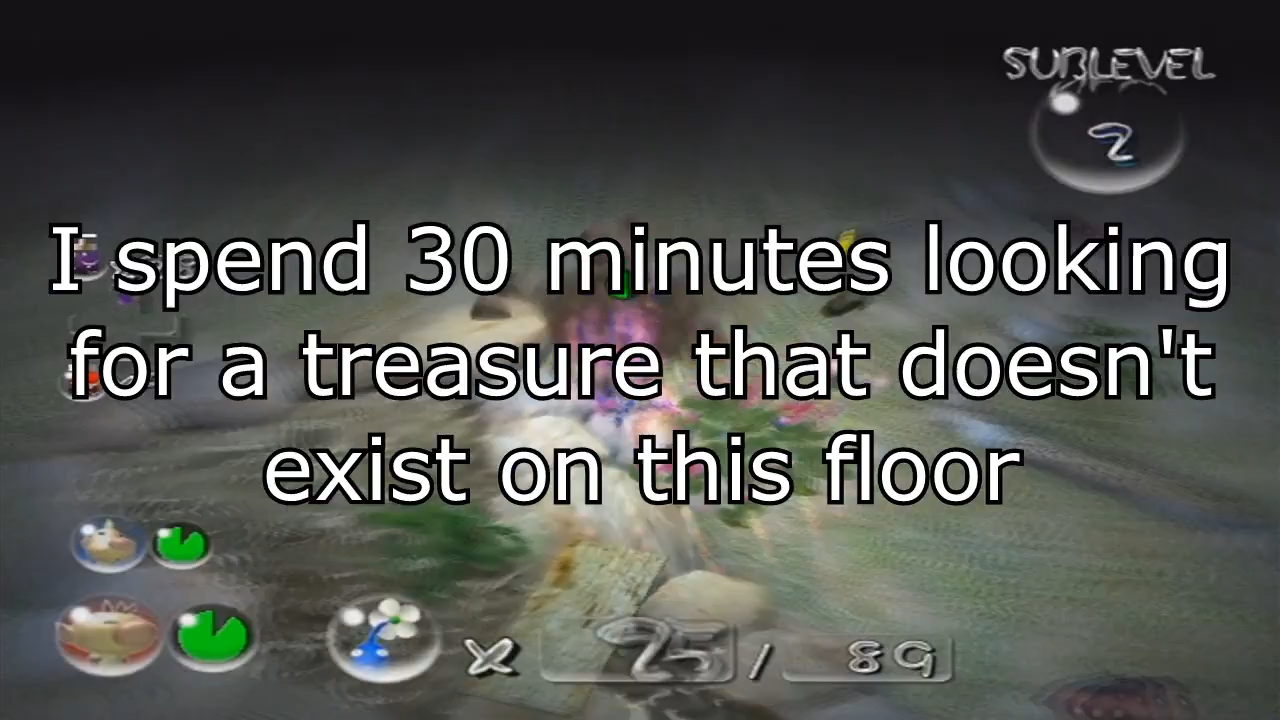 SUBLEVEL
2
I spend 30 minutes looking
for a treasure that doesn't
exist on this floor
x 25 / 89